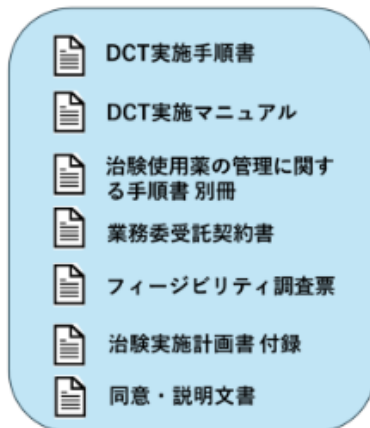 DCT実施手順書
DCT実施マニュアル
治験使用薬の管理に関す
る手順書 別冊
業務委受託契約書
フィージビリティ調査票
治験実施計画書 付録
同意・説明文書